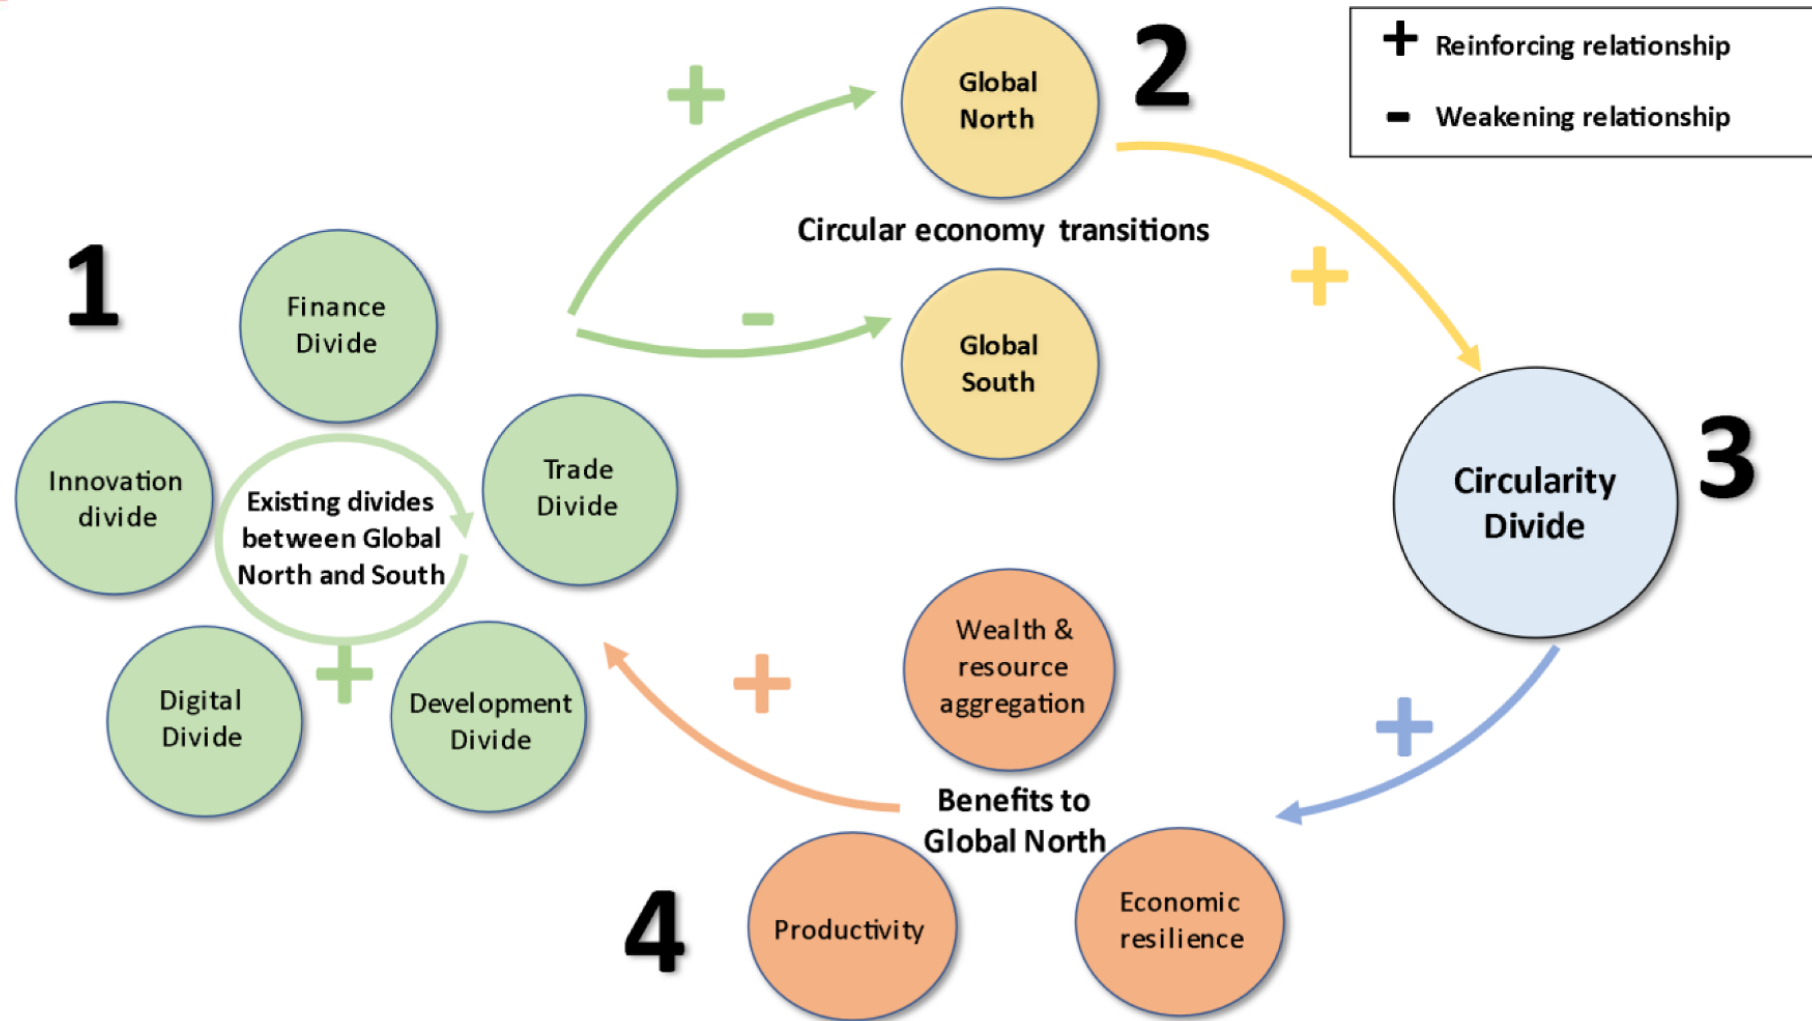 + Reinforcing relationship
- Weakening relationship
1
Finance
Divide
Innovation
divide
Existing divides
between Global
North and South
Trade
Divide
Digital
Divide
+
Development
Divide
+
-
2
Global
North
Circular economy transitions
Global
South
+
3
Circularity
Divide
+
4
Wealth &
resource
aggregation
Benefits to
Global North
Productivity
Economic
resilience
+